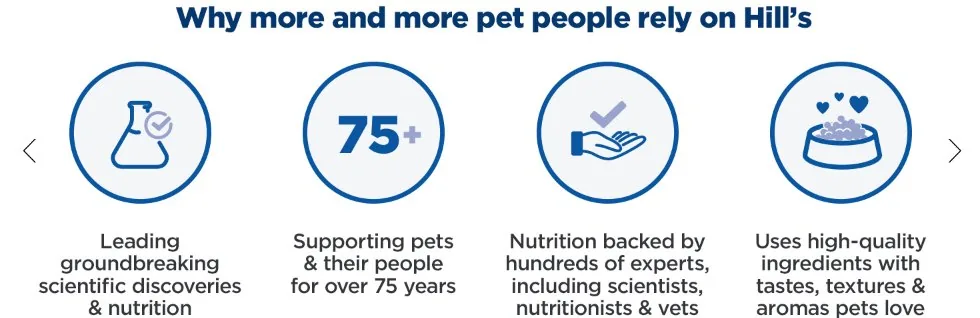 Why more and more pet people rely on Hill's
75+
Leading
groundbreaking
scientific discoveries
& nutrition
Supporting pets
& their people
for over 75 years
Nutrition backed by
hundreds of experts,
including scientists,
nutritionists & vets
Uses high-quality
ingredients with
tastes, textures &
aromas pets love